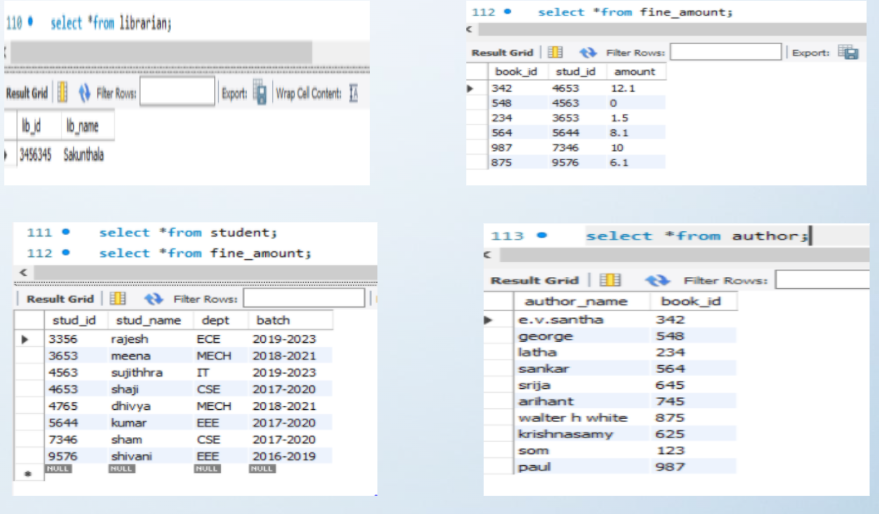 110 select *from librarian;
Result Grid Filter Rows: Export: Wrap Cell Content:
lib_id lib_name
3456345 Sakunthala
112 select *from fine_amount;
Result Grid Filter Rows: Export:
book_id stud_id amount
342 4653 12.1
548 4563 0
234 3653 1.5
564 5644 8.1
987 7346 10
875 9576 6.1
111 select *from student;
112 select *from fine_amount;
Result Grid Filter Rows:
stud_id stud_name dept batch
3356 rajesh ECE 2019-2023
3653 meena MECH 2018-2021
4563 sujithhra IT 2019-2023
4653 shaji CSE 2017-2020
4765 dhivya MECH 2018-2021
5644 kumar EEE 2017-2020
7346 sham CSE 2017-2020
9576 shivani EEE 2016-2019
NULL NULL NULL NULL
113 select *from author;
Result Grid Filter Rows:
author_name book_id
e.v.santha 342
george 548
latha 234
sankar 564
srija 645
arihant 745
walter h white 875
krishnasamy 625
som 123
paul 987